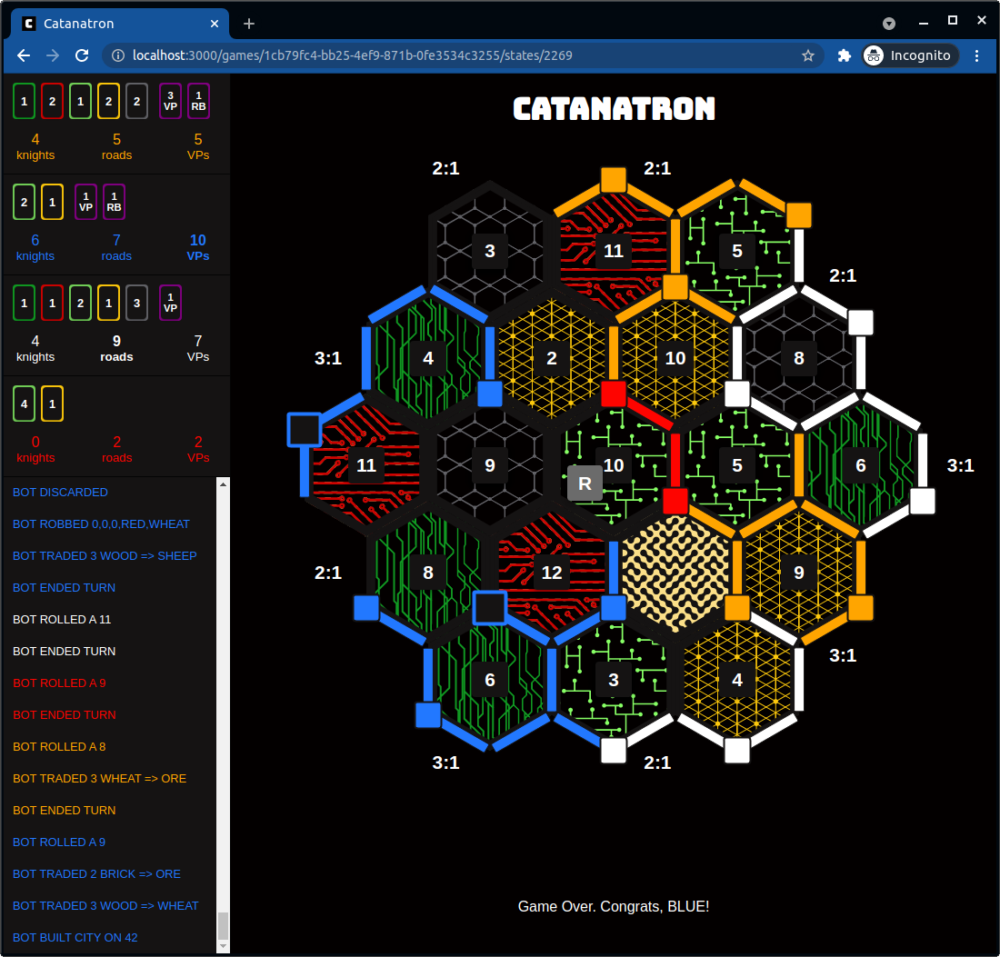 Catanatron
localhost:3000/games/1cb79fc4-bb25-4ef9-871b-0fe3534c3255/states/2269
Incognito
1 2 1 2 2 3 VP 1 RB
4 5 5
knights roads VPs
2 1 1 VP 1 RB
6 7 10
knights roads VPs
1 1 2 1 3 1 VP
4 9 7
knights roads VPs
4 1
0 2 2
knights roads VPs
BOT DISCARDED
BOT ROBBED 0,0,0,RED,WHEAT
BOT TRADED 3 WOOD => SHEEP
BOT ENDED TURN
BOT ROLLED A 11
BOT ENDED TURN
BOT ROLLED A 9
BOT ENDED TURN
BOT ROLLED A 8
BOT TRADED 3 WHEAT => ORE
BOT ENDED TURN
BOT ROLLED A 9
BOT TRADED 2 BRICK => ORE
BOT TRADED 3 WOOD => WHEAT
BOT BUILT CITY ON 42
CATANATRON
2:1 2:1
3 11 5
2:1
3:1 4 2 10 8
11 9 10 5 6 3:1
R
2:1 8 12 9
3:1
6 3 4
3:1 2:1
Game Over. Congrats, BLUE!